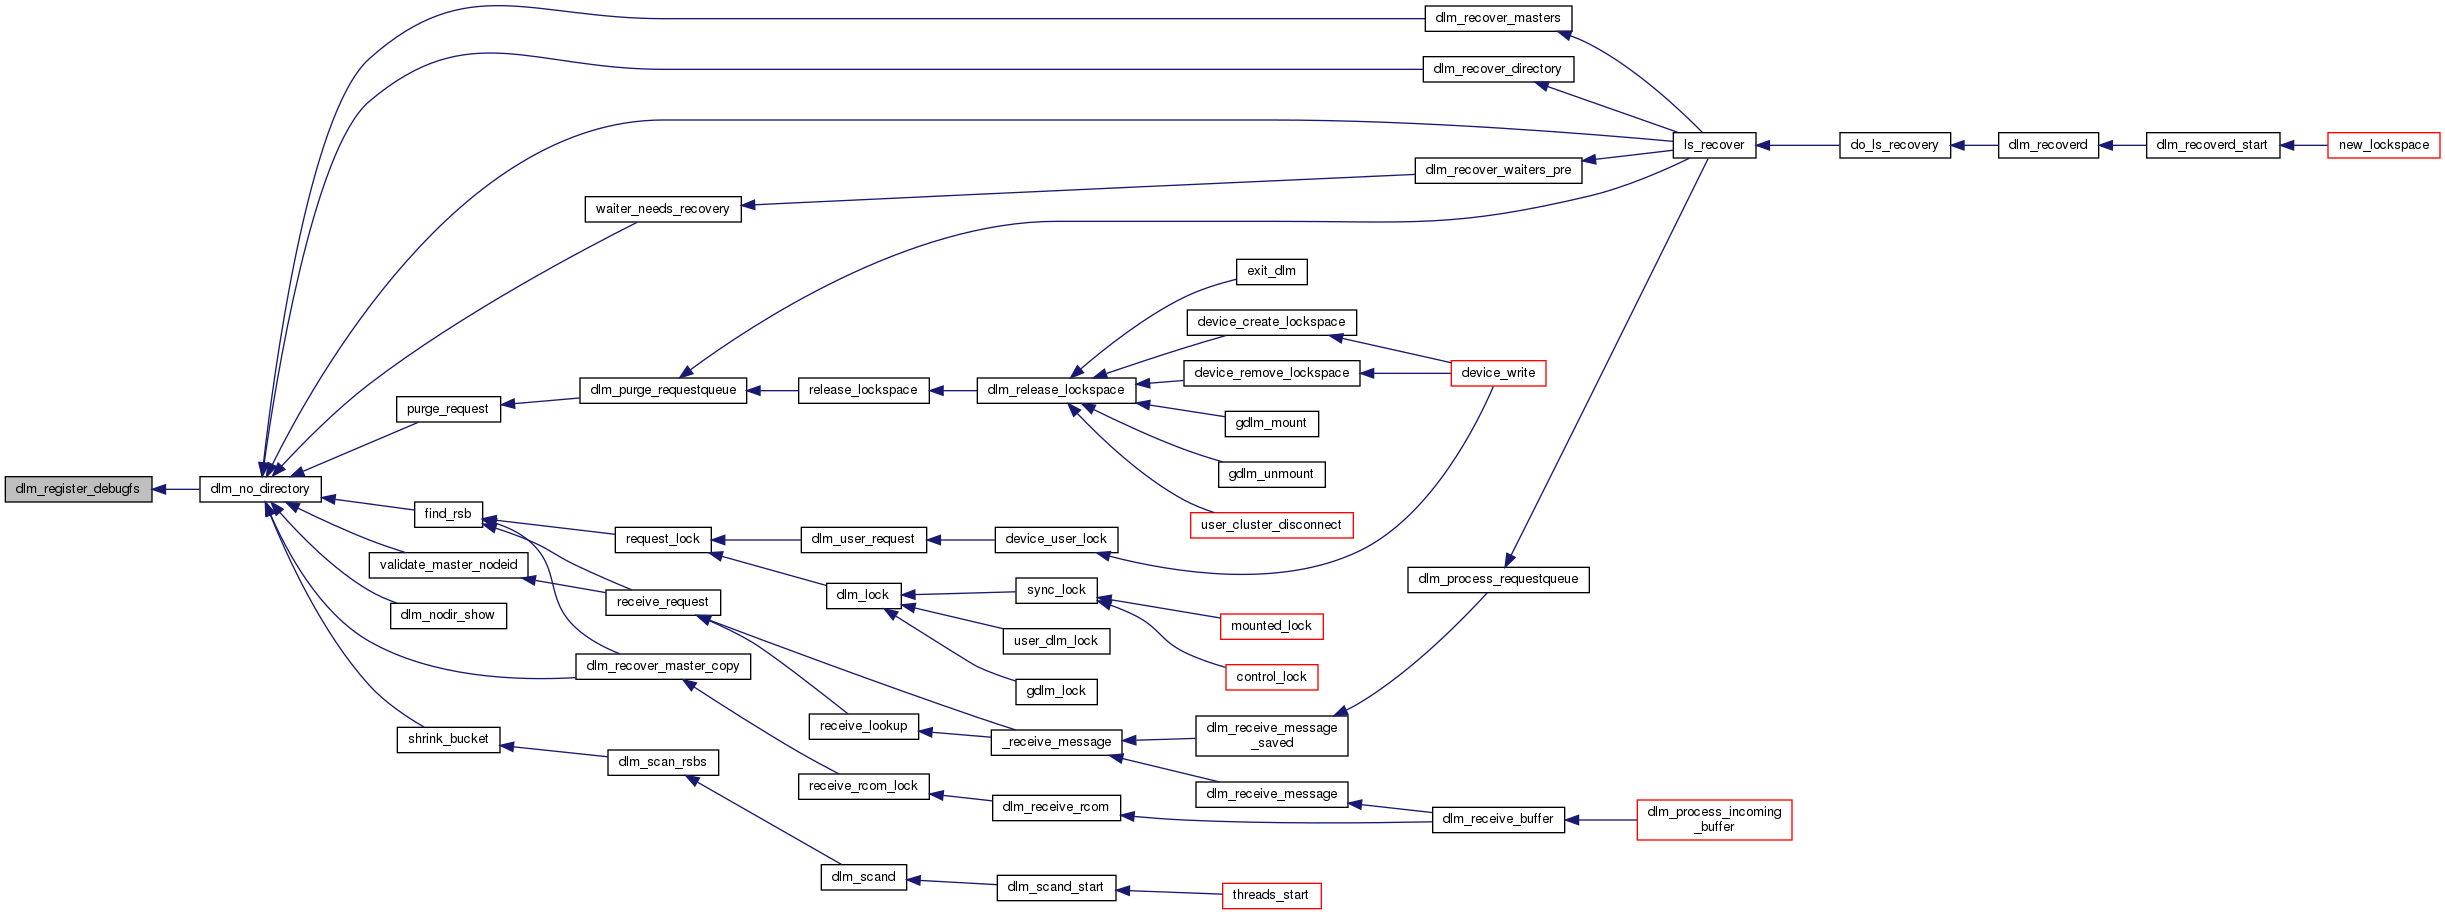 dlm_recover_masters
dlm_recover_directory
ls_recover
do_ls_recovery
dlm_recoverd
dlm_recoverd_start
new_lockspace
dlm_recover_waiters_pre
waiter_needs_recovery
exit_dlm
device_create_lockspace
device_remove_lockspace
device_write
dlm_purge_requestqueue
release_lockspace
dlm_release_lockspace
purge_request
gdlm_mount
gdlm_unmount
dlm_register_debugfs
dlm_no_directory
find_rsb
user_cluster_disconnect
request_lock
dlm_user_request
device_user_lock
validate_master_nodeid
dlm_process_requestqueue
receive_request
dlm_lock
sync_lock
dlm_nodir_show
mounted_lock
user_dlm_lock
dlm_recover_master_copy
control_lock
gdlm_lock
receive_lookup
_receive_message
dlm_receive_message
_saved
shrink_bucket
dlm_scan_rsbs
receive_rcom_lock
dlm_receive_message
dlm_receive_rcom
dlm_receive_buffer
dlm_process_incoming
_buffer
dlm_scand
dlm_scand_start
threads_start